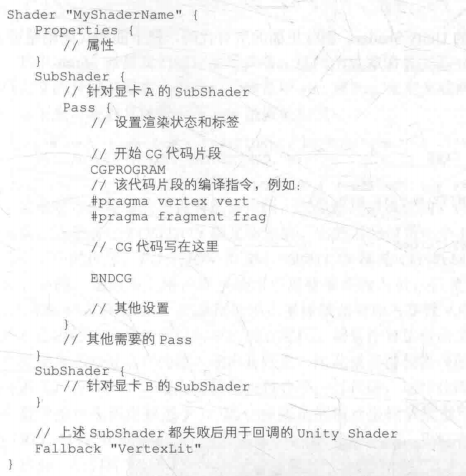 Shader "MyShaderName" {
    Properties {
        // 属性
    }
    SubShader {
        // 针对显卡 A 的 SubShader
        Pass {
            // 设置渲染状态和标签

            // 开始 CG 代码片段
            CGPROGRAM
            // 该代码片段的编译指令，例如：
            #pragma vertex vert
            #pragma fragment frag

            // CG 代码写在这里

            ENDCG

            // 其他设置
        }
        // 其他需要的 Pass
    }
    SubShader {
        // 针对显卡 B 的 SubShader
    }

    // 上述 SubShader 都失败后用于回调的 Unity Shader
    Fallback "VertexLit"
}